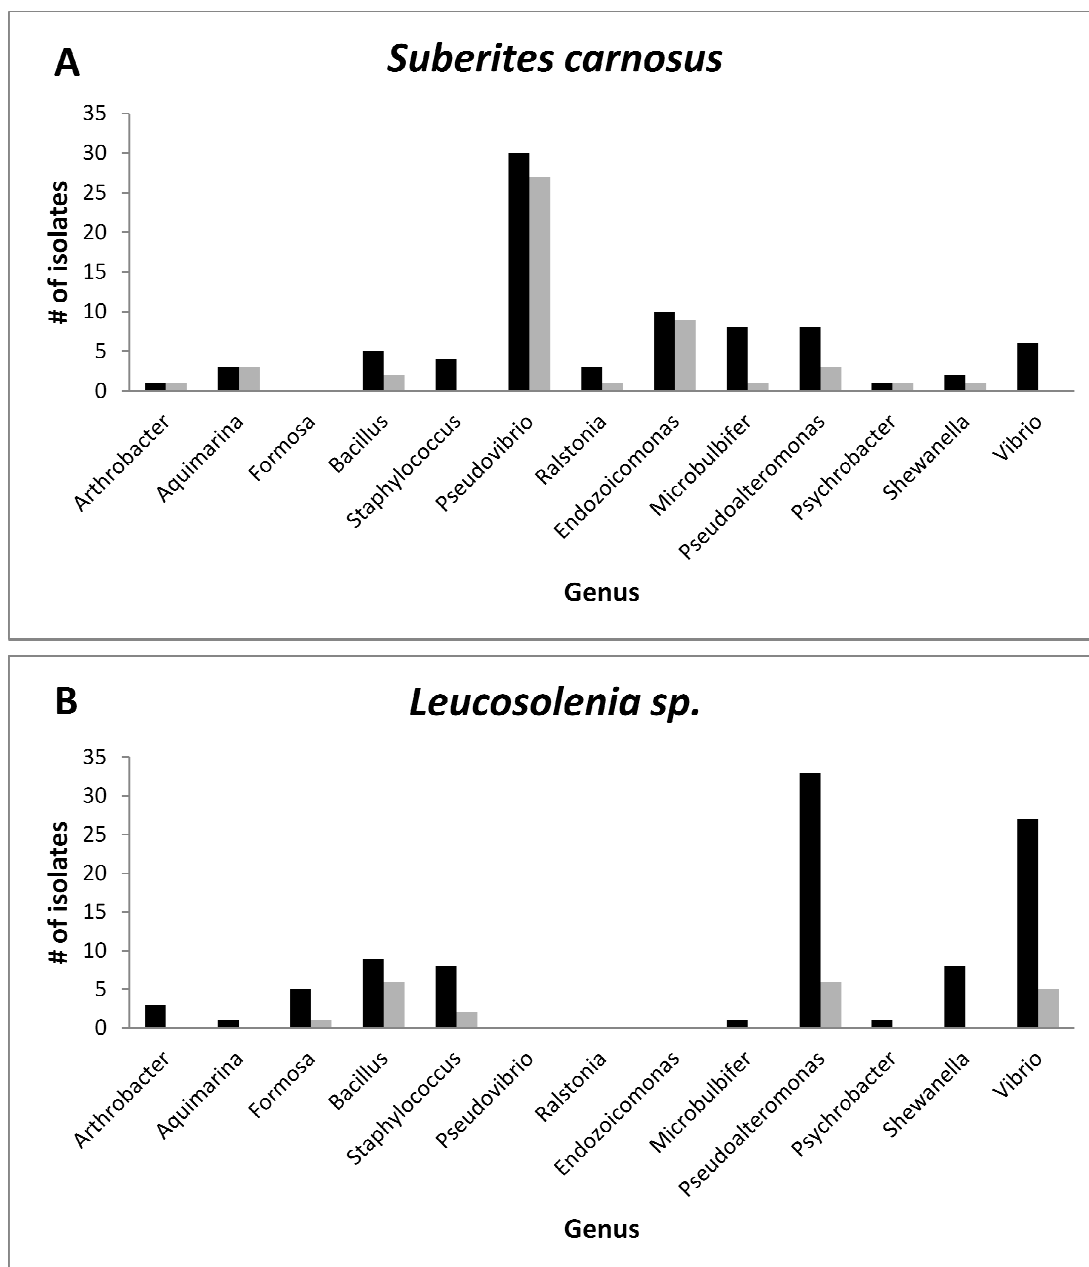 A
Suberites carnosus
35
30
25
20
15
10
5
0
# of isolates
Arthrobacter
Aquimarina
Formosa
Bacillus
Staphylococcus
Pseudovibrio
Ralstonia
Endozoicomonas
Microbulbifer
Pseudoalteromonas
Psychrobacter
Shewanella
Vibrio
Genus
B
Leucosolenia sp.
35
30
25
20
15
10
5
0
# of isolates
Arthrobacter
Aquimarina
Formosa
Bacillus
Staphylococcus
Pseudovibrio
Ralstonia
Endozoicomonas
Microbulbifer
Pseudoalteromonas
Psychrobacter
Shewanella
Vibrio
Genus